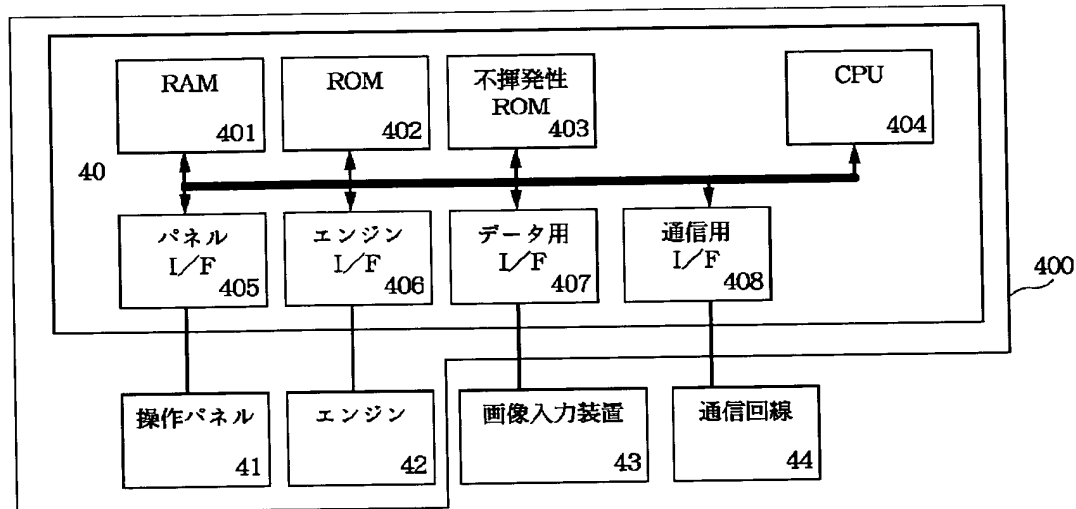 RAM
401
ROM
402
不揮発性
ROM
403
CPU
404
40
パネル
I/F
405
エンジン
I/F
406
データ用
I/F
407
通信用
I/F
408
400
操作パネル
41
エンジン
42
画像入力装置
43
通信回線
44